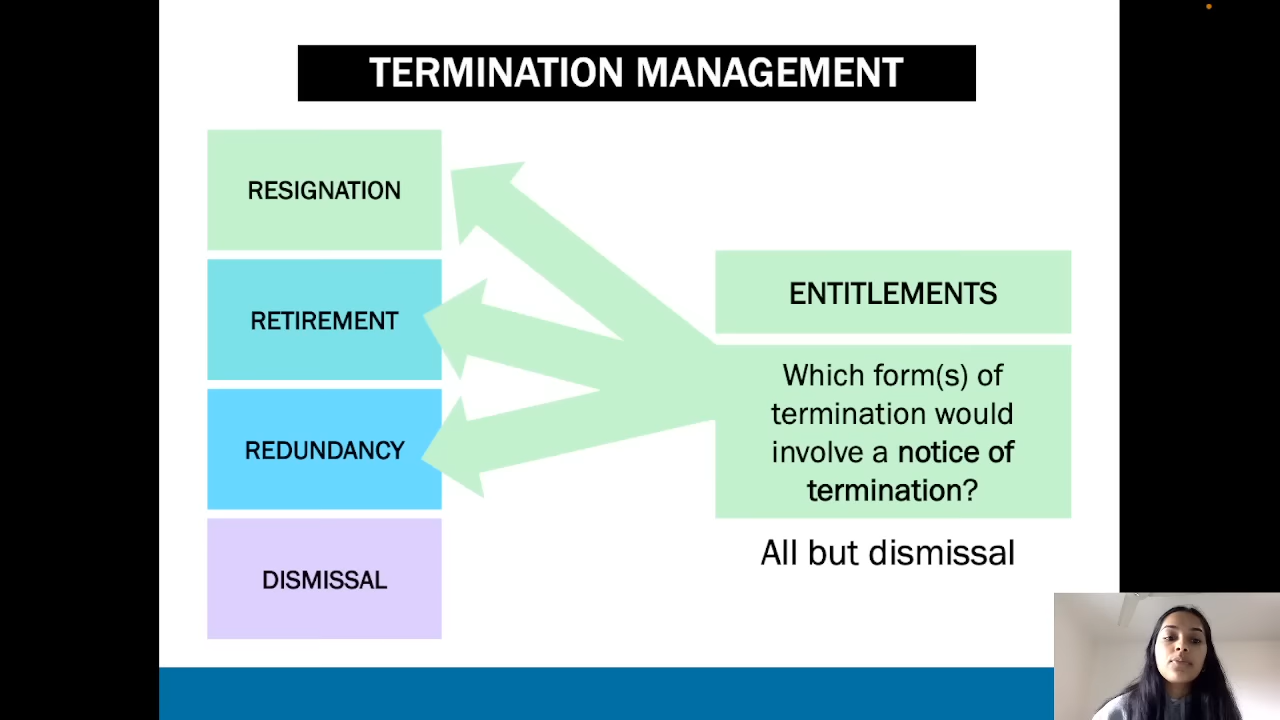 TERMINATION MANAGEMENT
RESIGNATION
RETIREMENT
REDUNDANCY
DISMISSAL
ENTITLEMENTS
Which form(s) of
termination would
involve a notice of
termination?
All but dismissal